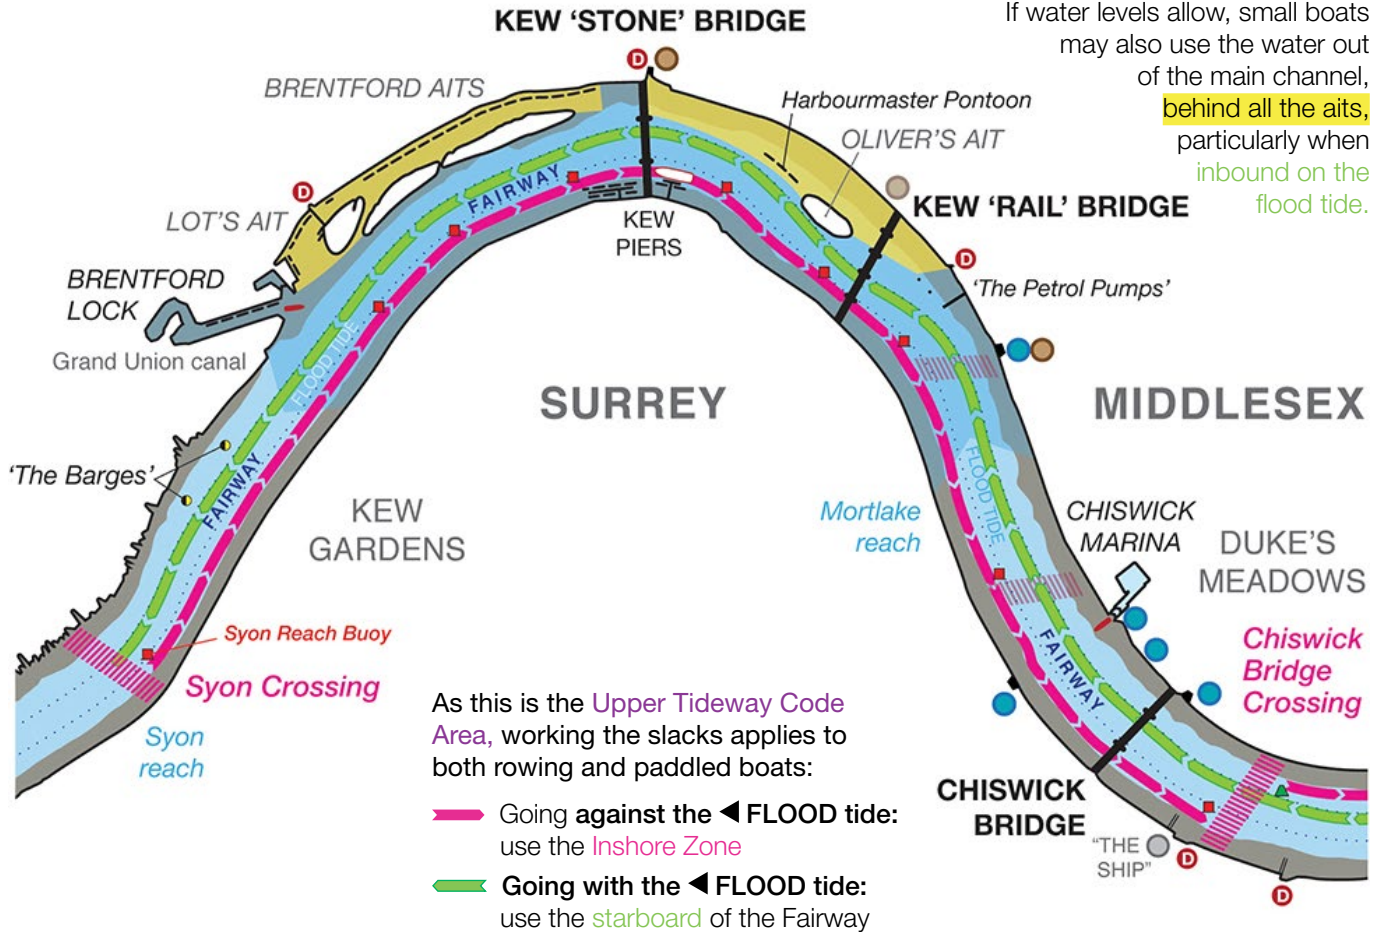 KEW ‘STONE’ BRIDGE
If water levels allow, small boats
may also use the water out
of the main channel,
behind all the aits,
particularly when
inbound on the
flood tide.
D
BRENTFORD AITS
Harbourmaster Pontoon
OLIVER’S AIT
D
LOT’S AIT
FAIRWAY
KEW
PIERS
KEW ‘RAIL’ BRIDGE
D
‘The Petrol Pumps’
BRENTFORD
LOCK
Grand Union canal
FLOOD TIDE
SURREY
MIDDLESEX
‘The Barges’
FAIRWAY
KEW
GARDENS
FLOOD TIDE
Mortlake
reach
CHISWICK
MARINA
DUKE’S
MEADOWS
Syon Reach Buoy
Syon Crossing
Syon
reach
FAIRWAY
Chiswick
Bridge
Crossing
As this is the Upper Tideway Code
Area, working the slacks applies to
both rowing and paddled boats:
Going against the ◀ FLOOD tide:
use the Inshore Zone
Going with the ◀ FLOOD tide:
use the starboard of the Fairway
CHISWICK
BRIDGE
“THE
SHIP”
D
D